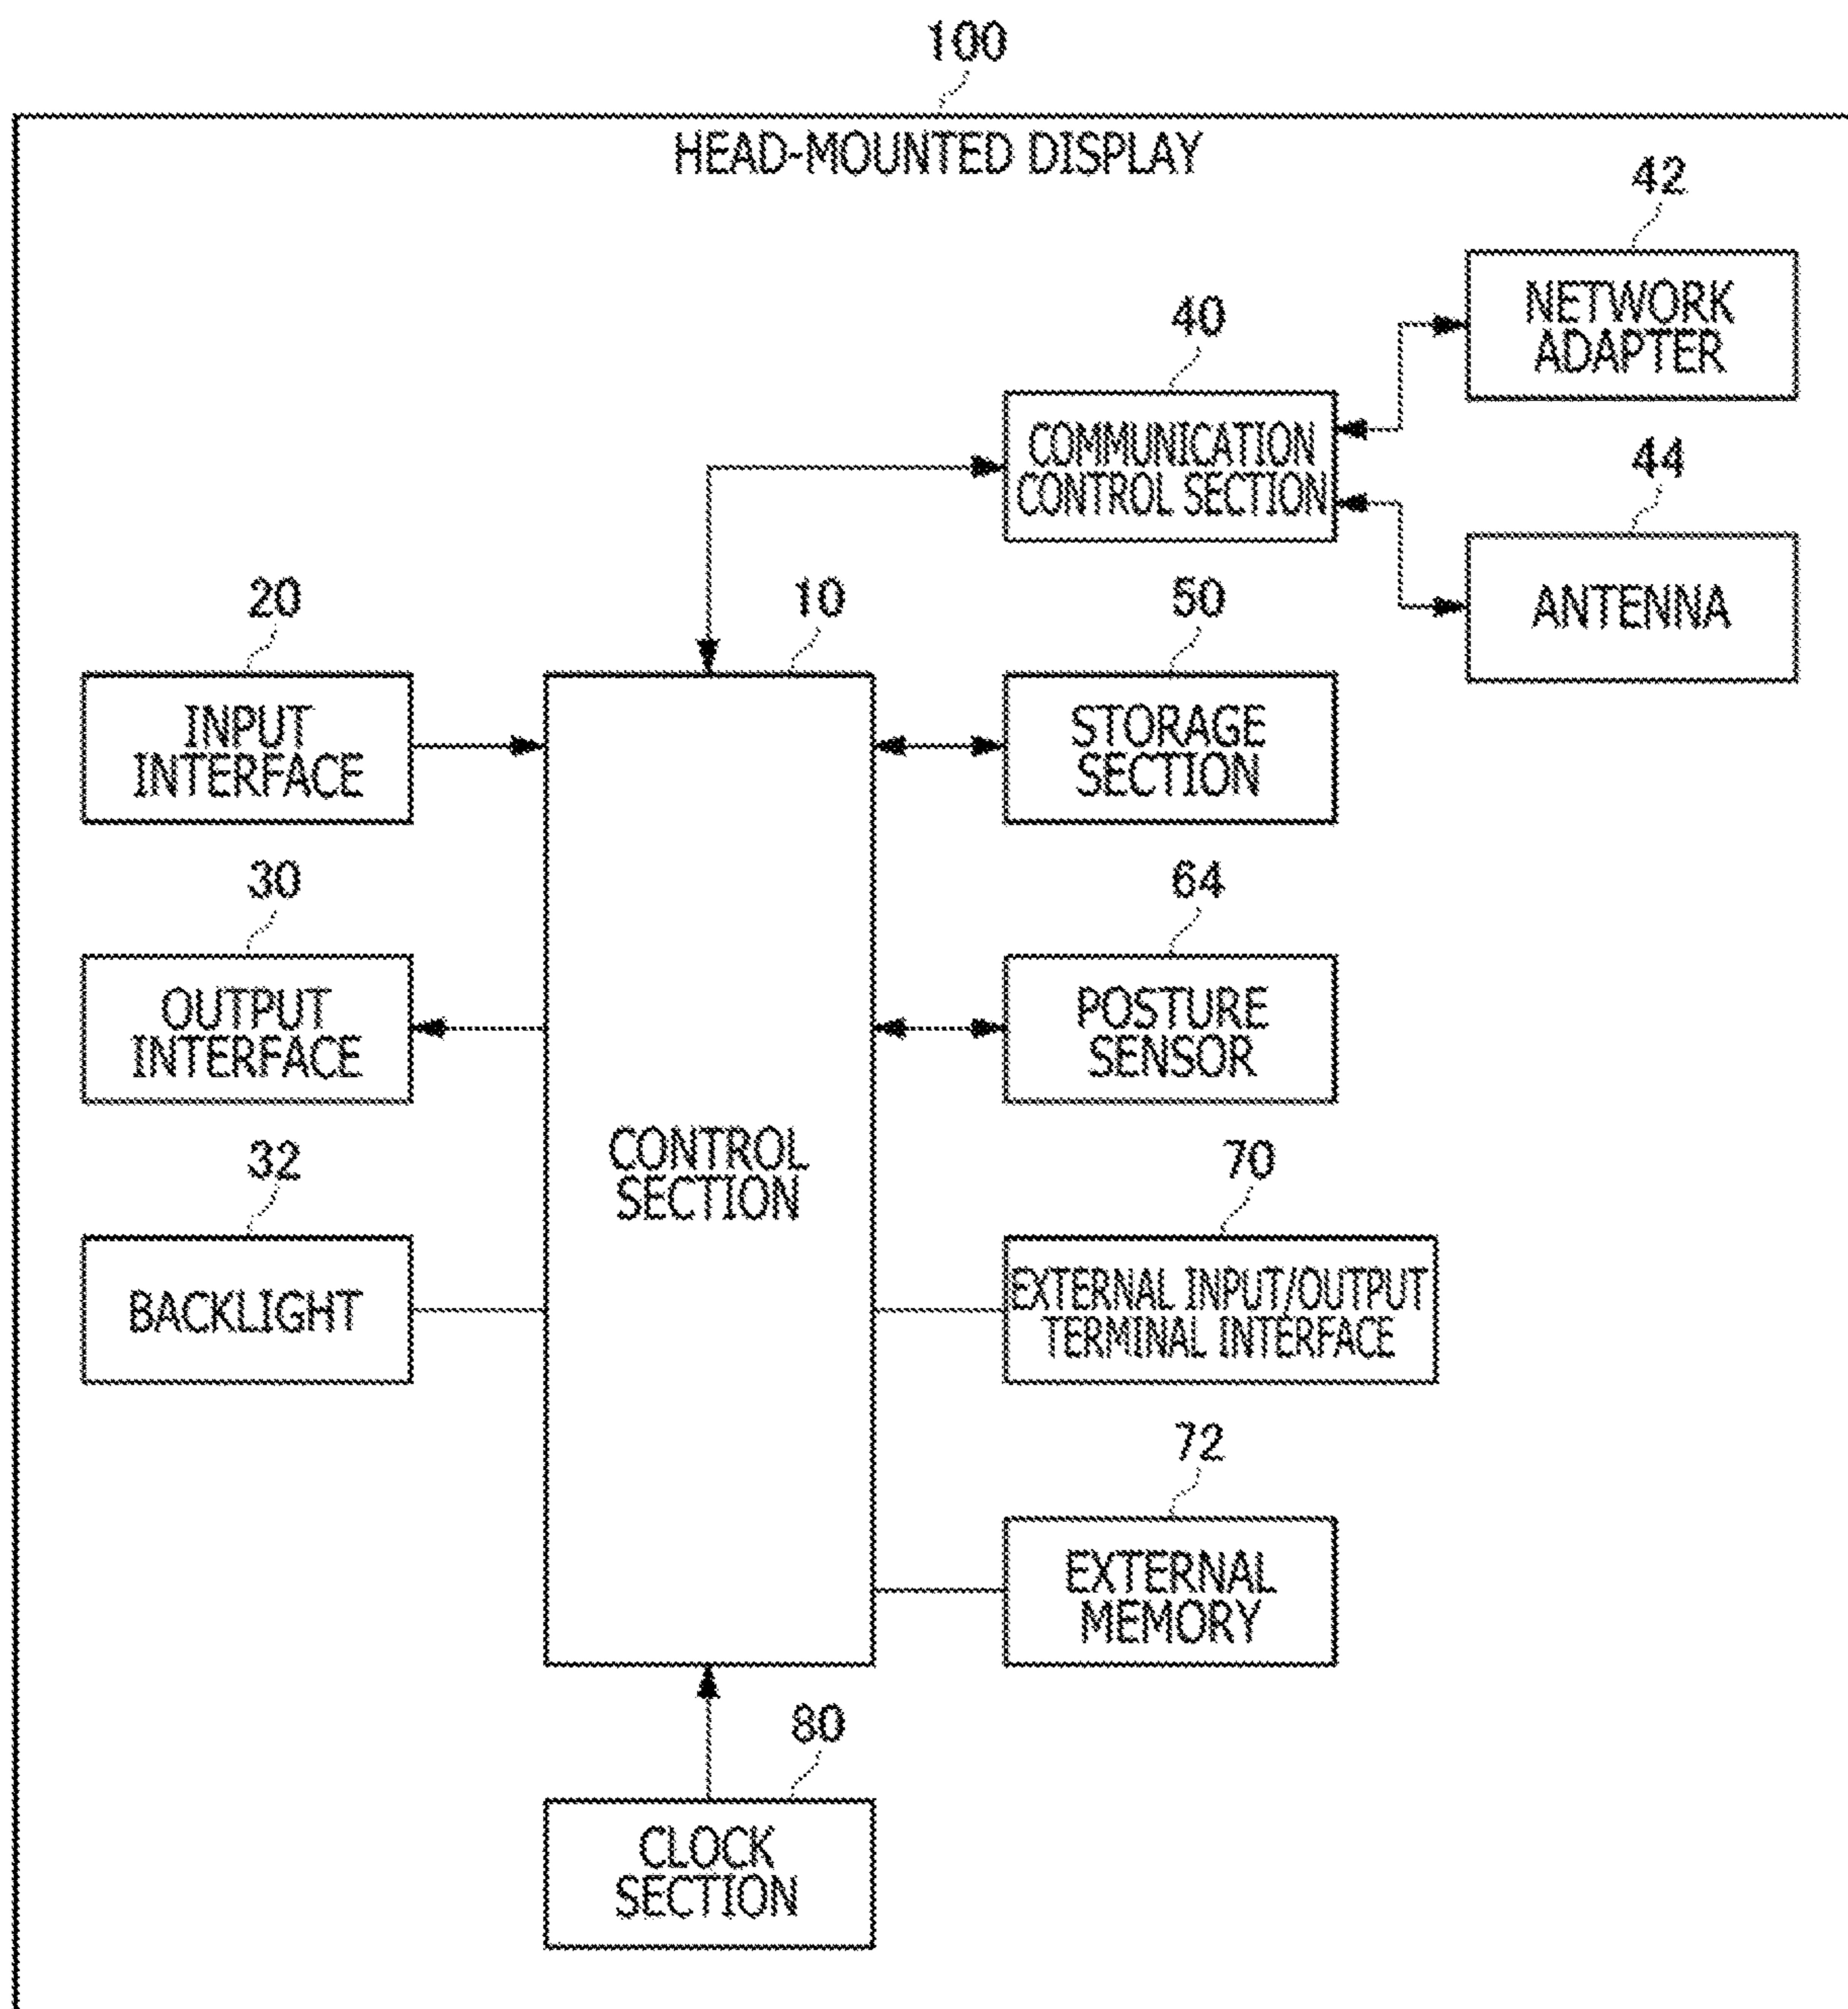 100
HEAD-MOUNTED DISPLAY
42
NETWORK
ADAPTER
40
COMMUNICATION
CONTROL SECTION
44
ANTENNA
20
INPUT
INTERFACE
10
CONTROL
SECTION
50
STORAGE
SECTION
30
OUTPUT
INTERFACE
64
POSTURE
SENSOR
32
BACKLIGHT
70
EXTERNAL INPUT/OUTPUT
TERMINAL INTERFACE
72
EXTERNAL
MEMORY
80
CLOCK
SECTION